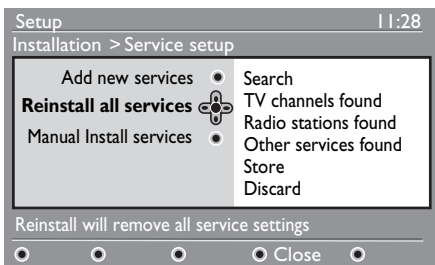 Setup 11:28
Installation > Service setup
Add new services
Reinstall all services
Manual Install services
Search
TV channels found
Radio stations found
Other services found
Store
Discard
Reinstall will remove all service settings
Close